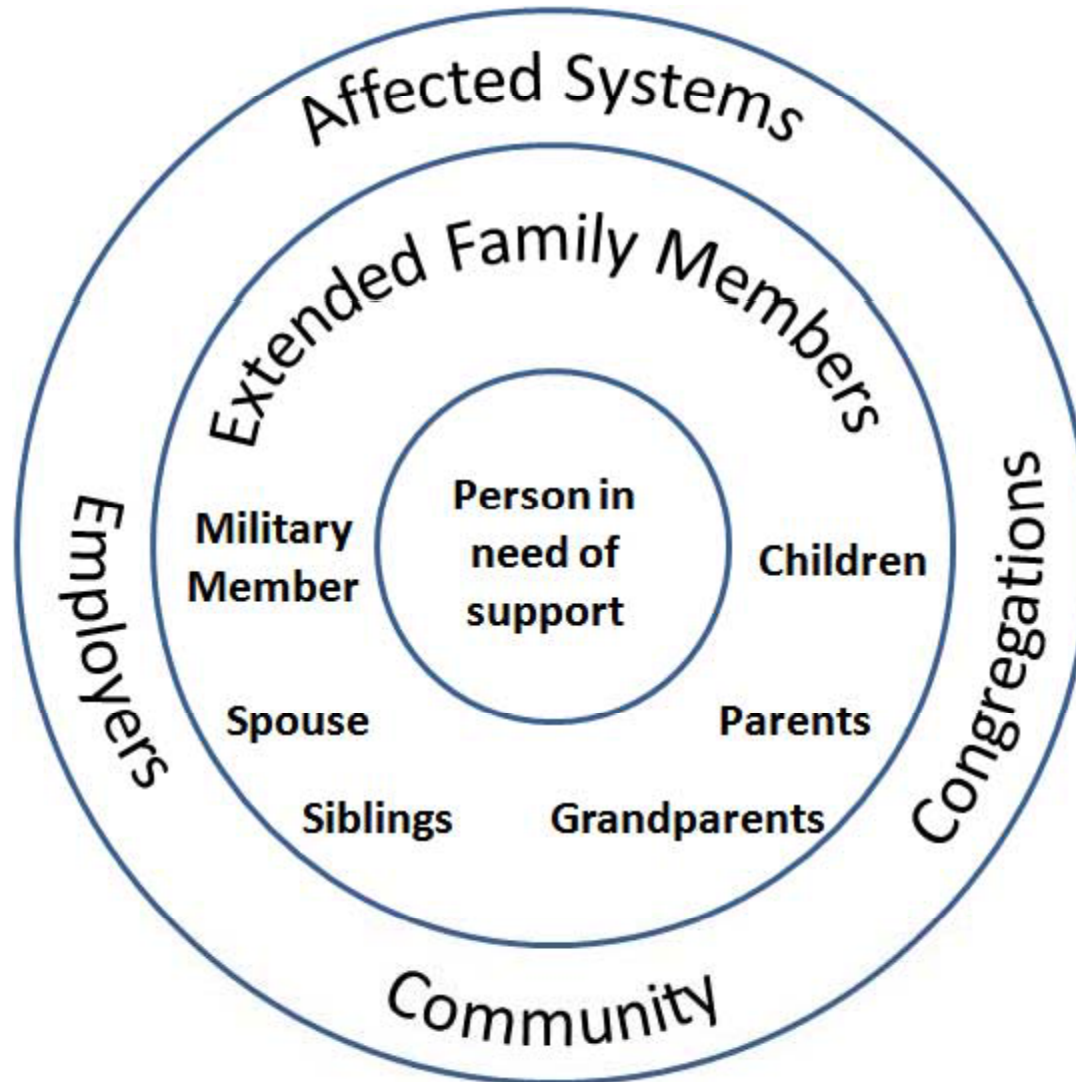 Affected Systems
Extended Family Members
Person in
need of
support
Military
Member
Children
Spouse
Parents
Siblings
Grandparents
Employers
Congregations
Community